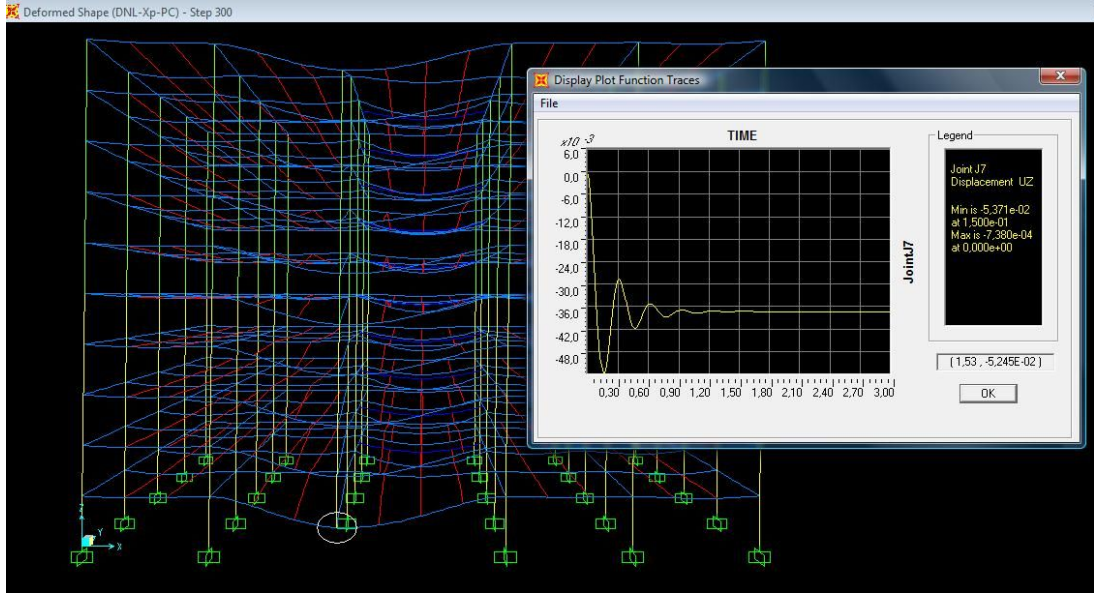 Deformed Shape (DNL-Xp-PC) - Step 300
Display Plot Function Traces
File
TIME
x10 -3
6,0
0,0
-6,0
-12,0
-18,0
-24,0
-30,0
-36,0
-42,0
-48,0
0,30 0,60 0,90 1,20 1,50 1,80 2,10 2,40 2,70 3,00
JointJ7
Legend
Joint J7
Displacement UZ
Min is -5,371e-02
at 1,500e-01
Max is -7,380e-04
at 0,000e+00
( 1,53 , -5,245E-02 )
OK
Z
Y
X